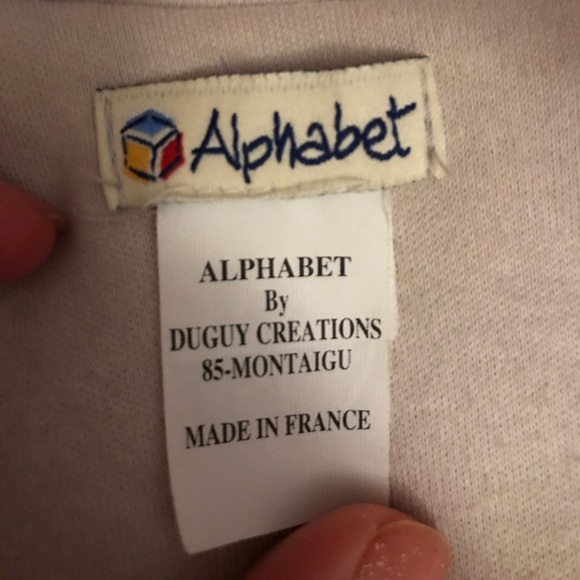 Alphabet
ALPHABET
By
DUGUY CREATIONS
85-MONTAIGU
MADE IN FRANCE